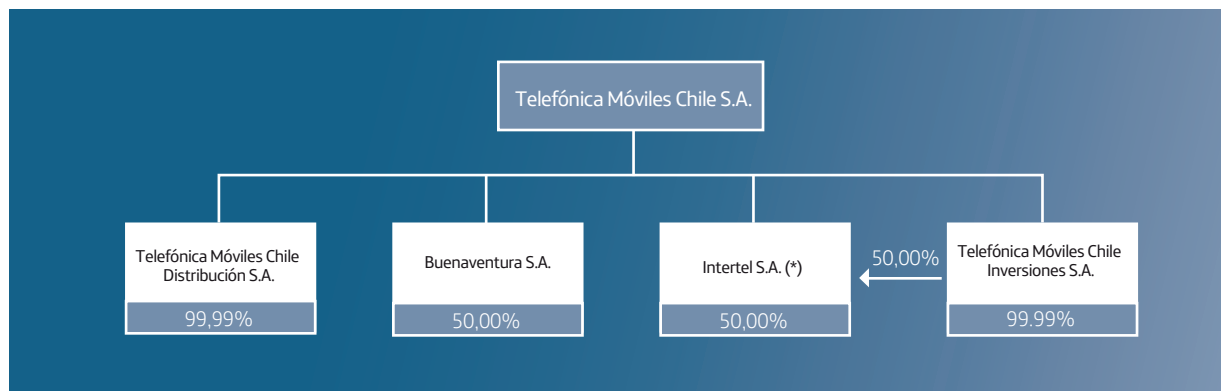 Telefónica Móviles Chile S.A.
Telefónica Móviles Chile
Distribución S.A.
99,99%
Buenaventura S.A.
50,00%
Intertel S.A. (*)
50,00%
50,00%
Telefónica Móviles Chile
Inversiones S.A.
99.99%